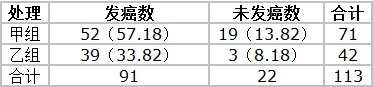 处理 发癌数 未发癌数 合计
甲组 52（57.18） 19（13.82） 71
乙组 39（33.82） 3（8.18） 42
合计 91 22 113